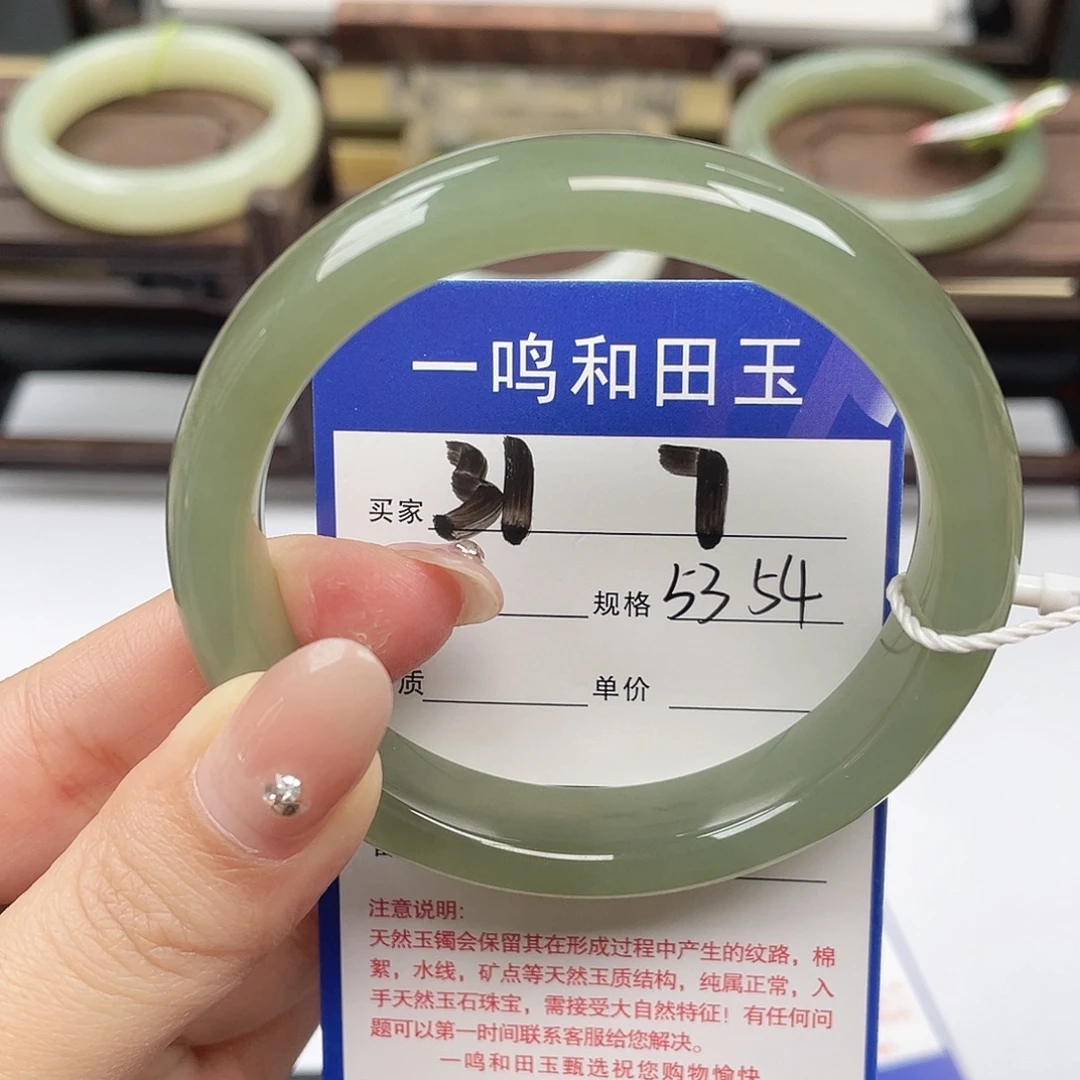 一鸣和田玉
买家 31 7
规格 53 54
质 单价
注意说明:
天然玉镯会保留其在形成过程中产生的纹路，棉
絮，水线，矿点等天然玉质结构，纯属正常，入
手天然玉石珠宝，需接受大自然特征！有任何问
题可以第一时间联系客服给您解决。
一鸣和田玉甄选祝您购物愉快